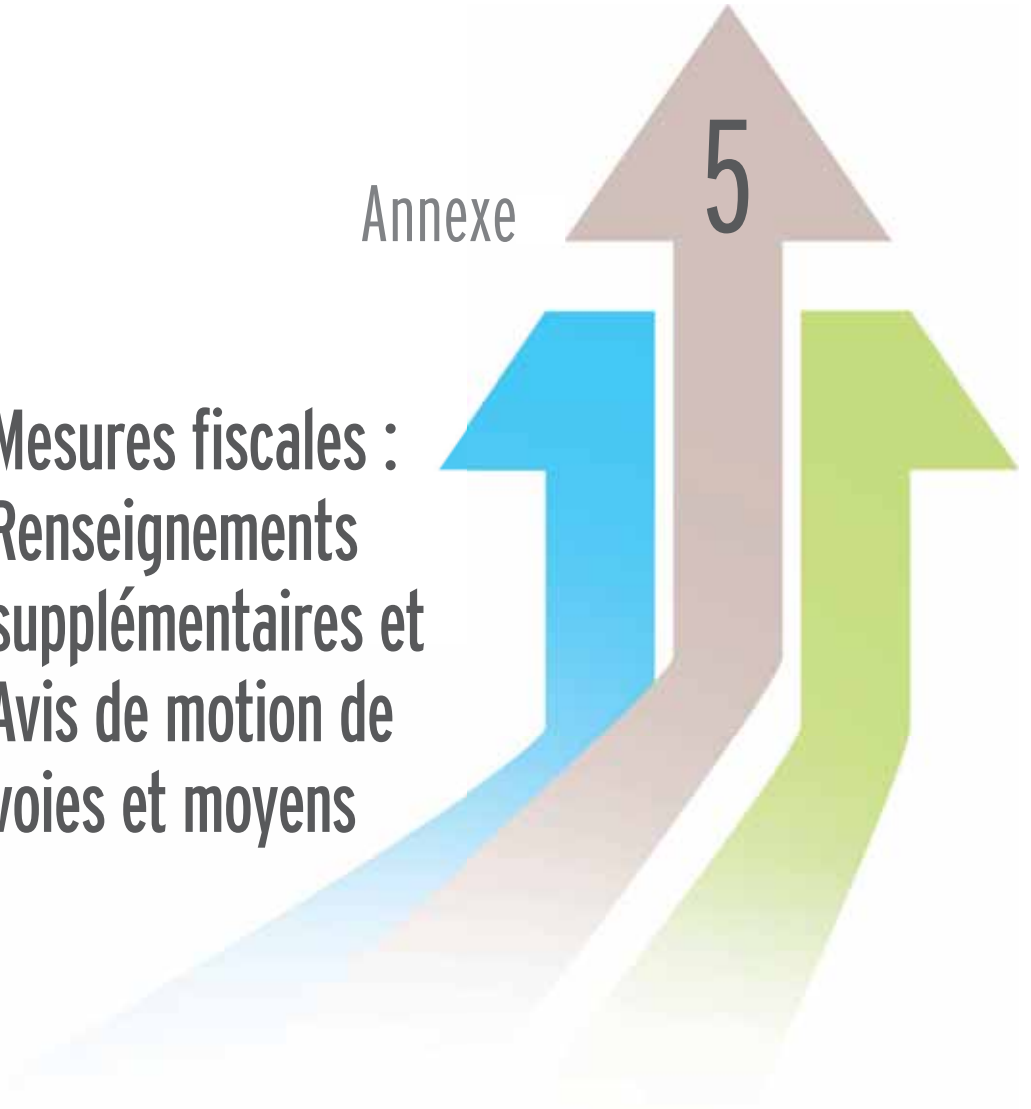 Annexe 5
Mesures fiscales :
Renseignements
supplémentaires et
Avis de motion de
voies et moyens